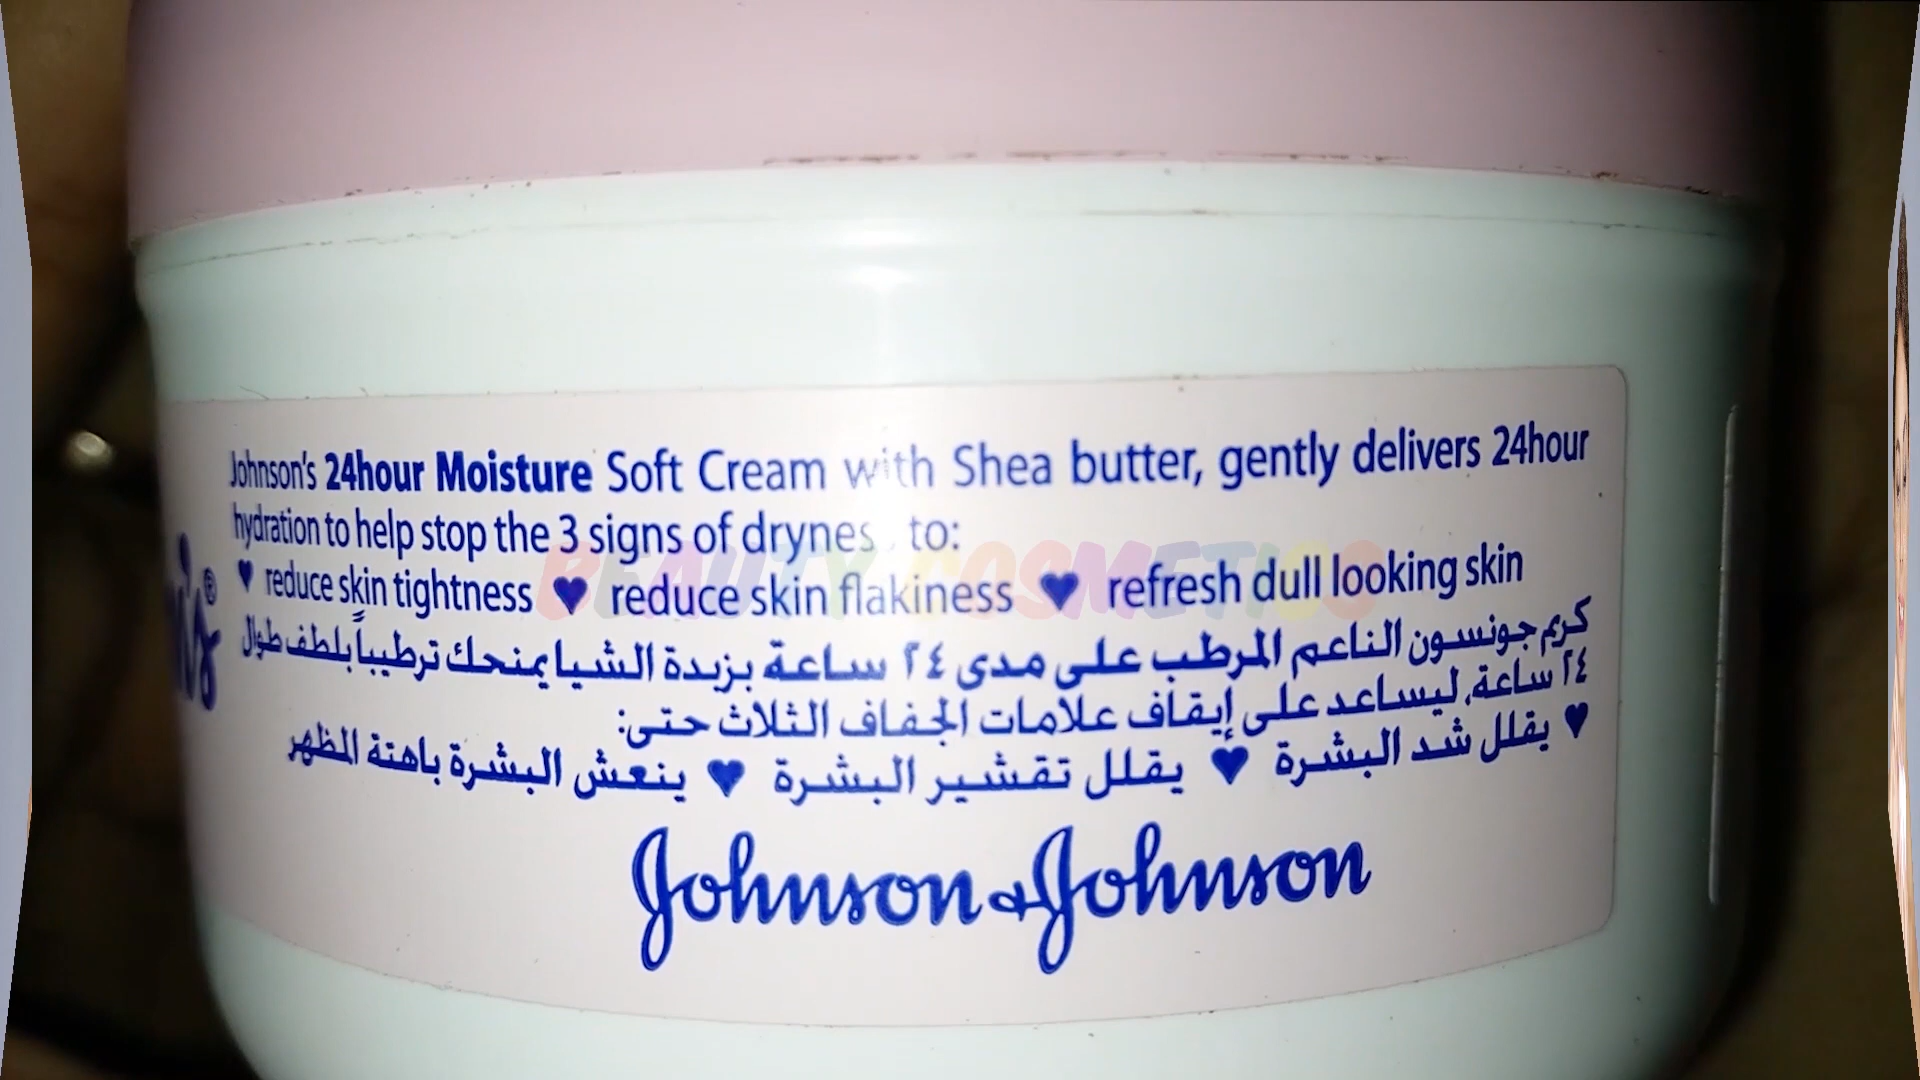 Johnson's 24hour Moisture Soft Cream with Shea butter, gently delivers 24hour
hydration to help stop the 3 signs of drynes to:
♥ reduce skin tightness ♥ reduce skin flakiness ♥ refresh dull looking skin
BEAUTY COSMETICS
n's®
كريم جونسون الناعم المرطب على مدى ٢٤ ساعة بزبدة الشيا يمنحك ترطيباً بلطف طوال
٢٤ ساعة، ليساعد على إيقاف علامات الجفاف الثلاث حتى:
♥ يقلل شد البشرة ♥ يقلل تقشير البشرة ♥ ينعش البشرة باهتة المظهر
Johnson & Johnson